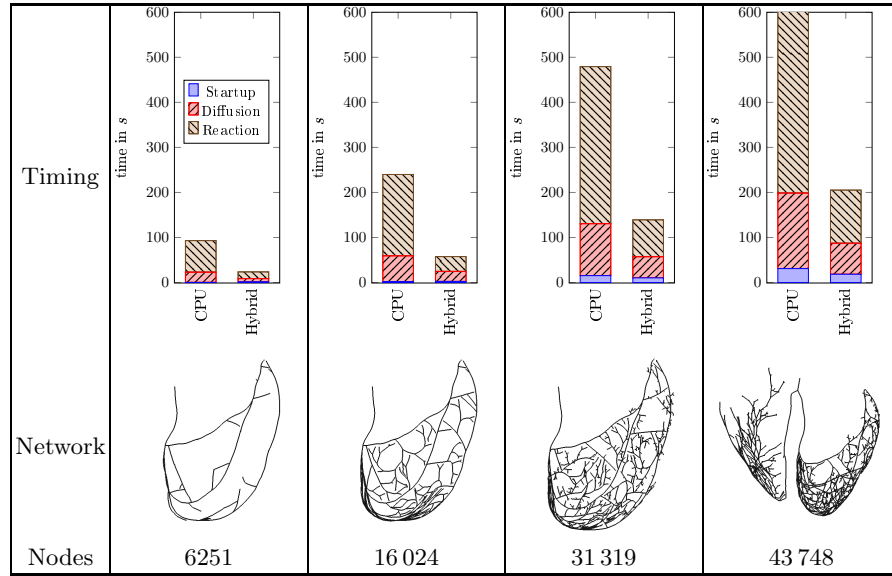 Timing
time in s
600
500
400
300
200
100
0
Startup
Diffusion
Reaction
CPU
Hybrid
time in s
600
500
400
300
200
100
0
CPU
Hybrid
time in s
600
500
400
300
200
100
0
CPU
Hybrid
time in s
600
500
400
300
200
100
0
CPU
Hybrid
Network
Nodes 6251 16 024 31 319 43 748